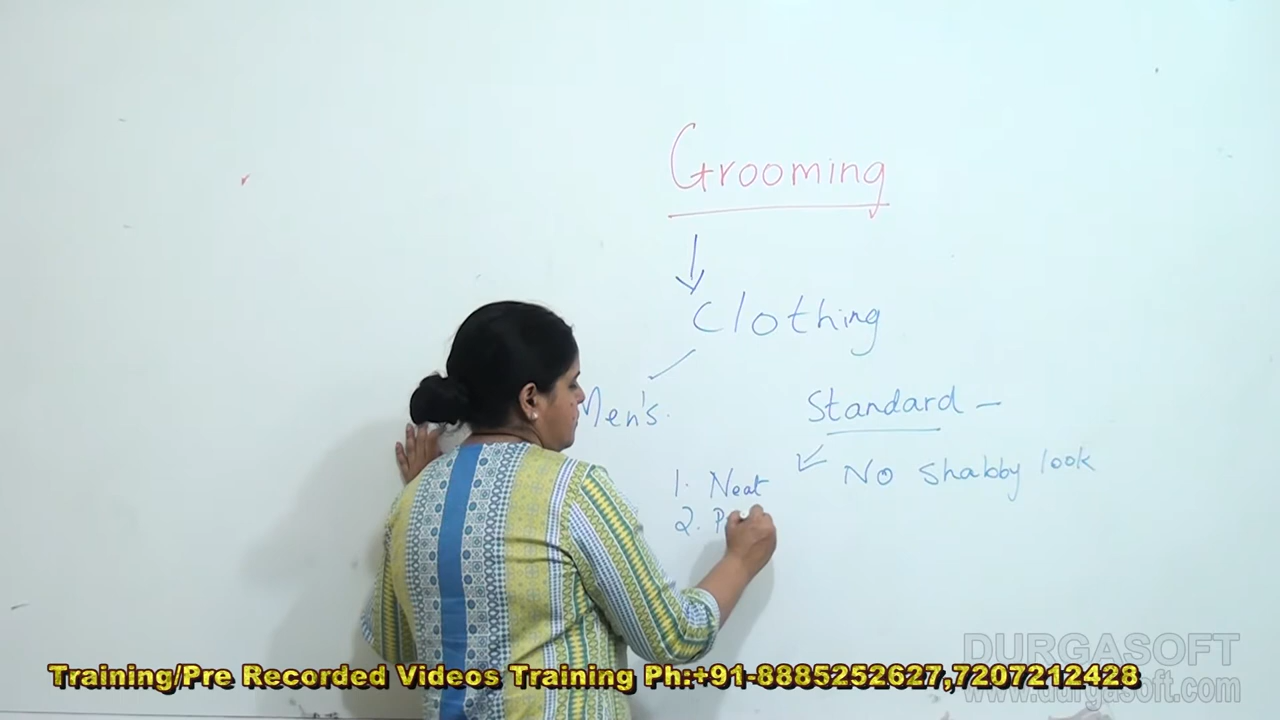 Grooming
Clothing
Men's.
Standard -
No shabby look
1. Neat
2. P
DURGASOFT
www.durgasoft.com
Training/Pre Recorded Videos Training Ph:+91-8885252627,7207212428